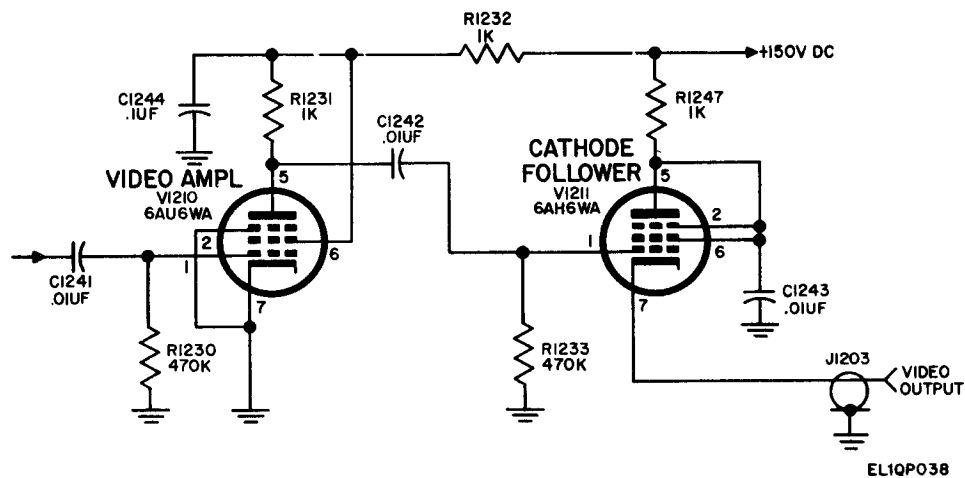 R1232
1K
+150V DC
C1244
.1UF
R1231
1K
C1242
.01UF
R1247
1K
VIDEO AMPL
V1210
6AU6WA
5
2
1
6
7
CATHODE
FOLLOWER
V1211
6AH6WA
5
1
2
6
7
C1241
.01UF
R1230
470K
R1233
470K
C1243
.01UF
J1203
VIDEO
OUTPUT
EL1QP038